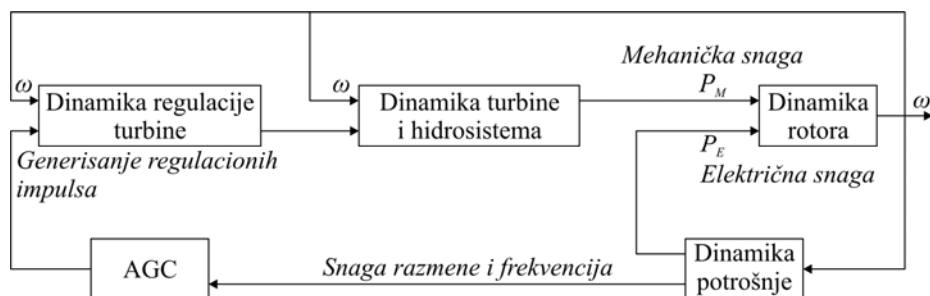 Mehanička snaga
ω
Dinamika regulacije
turbine
ω
Dinamika turbine
i hidrosistema
P_M
Dinamika
rotora
ω
Generisanje regulacionih
impulsa
P_E
Električna snaga
AGC
Snaga razmene i frekvencija
Dinamika
potrošnje